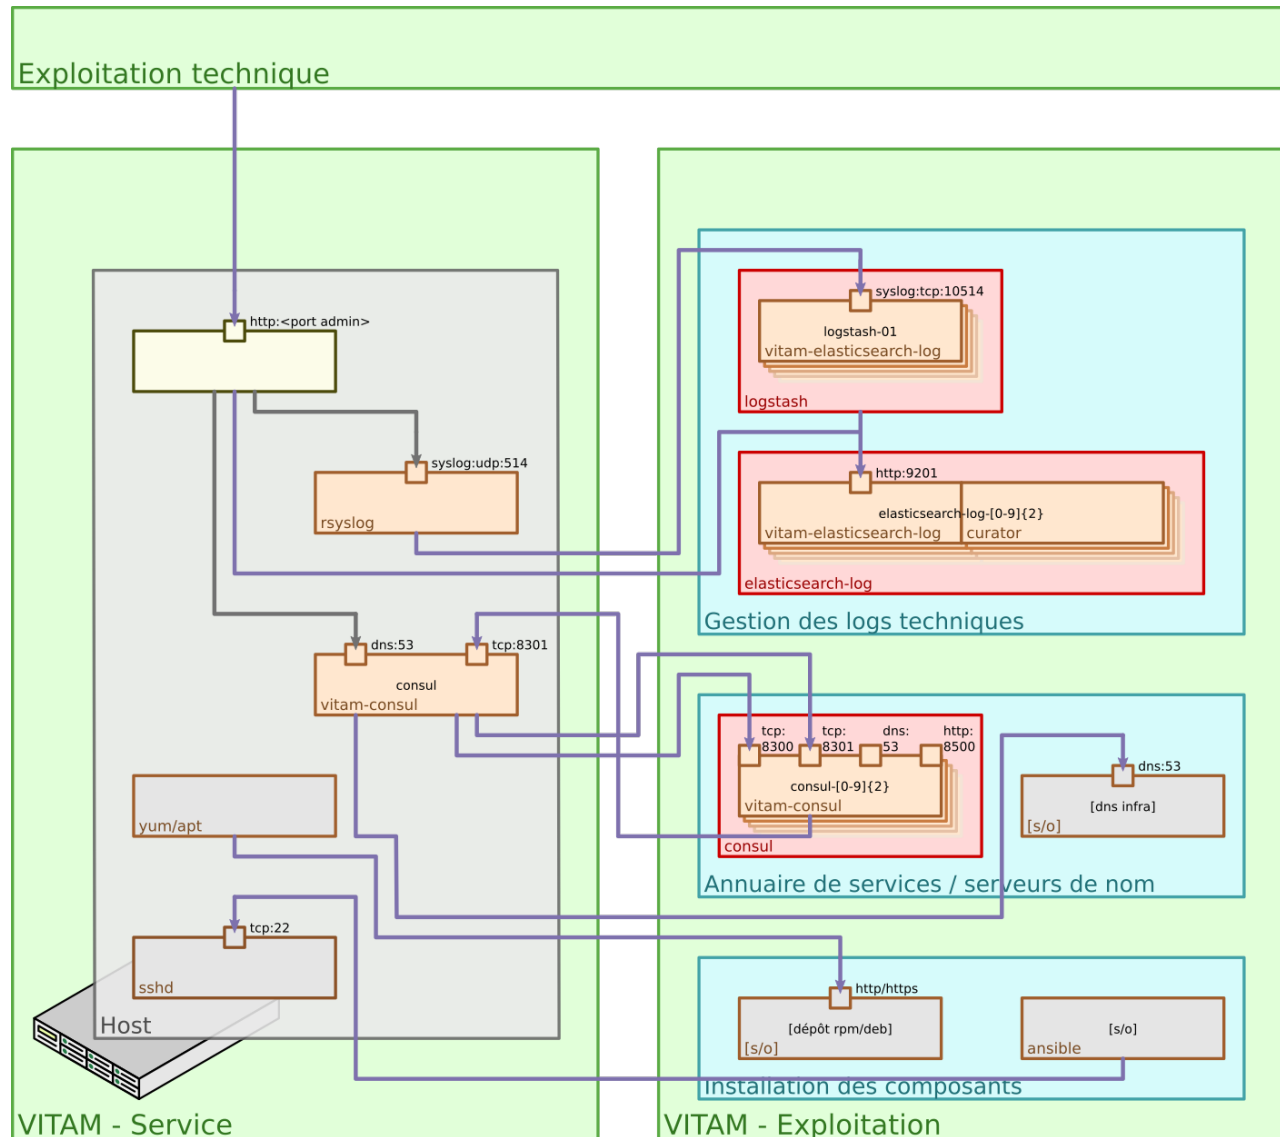 Exploitation technique
http:<port admin>
syslog:udp:514
rsyslog
dns:53
tcp:8301
consul
vitam-consul
yum/apt
tcp:22
sshd
Host
VITAM - Service
syslog:tcp:10514
logstash-01
vitam-elasticsearch-log
logstash
http:9201
elasticsearch-log-[0-9]{2}
vitam-elasticsearch-log
curator
elasticsearch-log
Gestion des logs techniques
tcp:
8300
tcp:
8301
dns:
53
http:
8500
consul-[0-9]{2}
vitam-consul
consul
dns:53
[dns infra]
[s/o]
Annuaire de services / serveurs de nom
http/https
[dépôt rpm/deb]
[s/o]
[s/o]
ansible
Installation des composants
VITAM - Exploitation